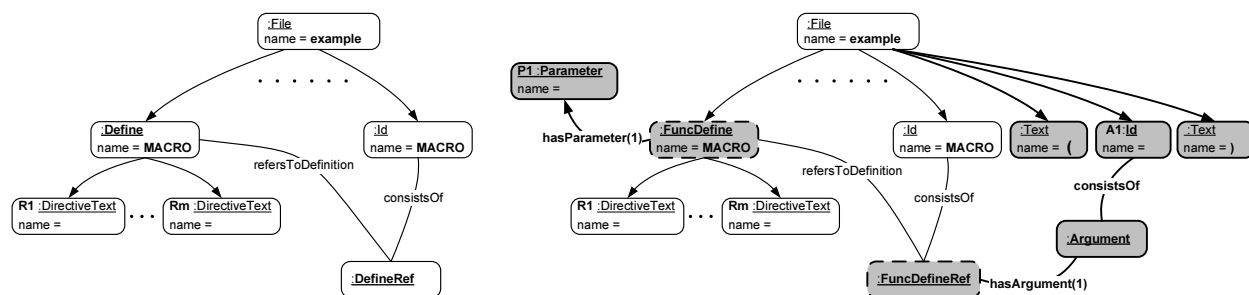 :File
name = example
. . . . . .
:Define
name = MACRO
:Id
name = MACRO
refersToDefinition
consistsOf
R1 :DirectiveText
name =
. . .
Rm :DirectiveText
name =
:DefineRef
:File
name = example
. . . . . .
P1 :Parameter
name =
hasParameter(1)
:FuncDefine
name = MACRO
:Id
name = MACRO
:Text
name = (
A1:Id
name =
:Text
name = )
refersToDefinition
consistsOf
consistsOf
R1 :DirectiveText
name =
. . .
Rm :DirectiveText
name =
:Argument
:FuncDefineRef
hasArgument(1)